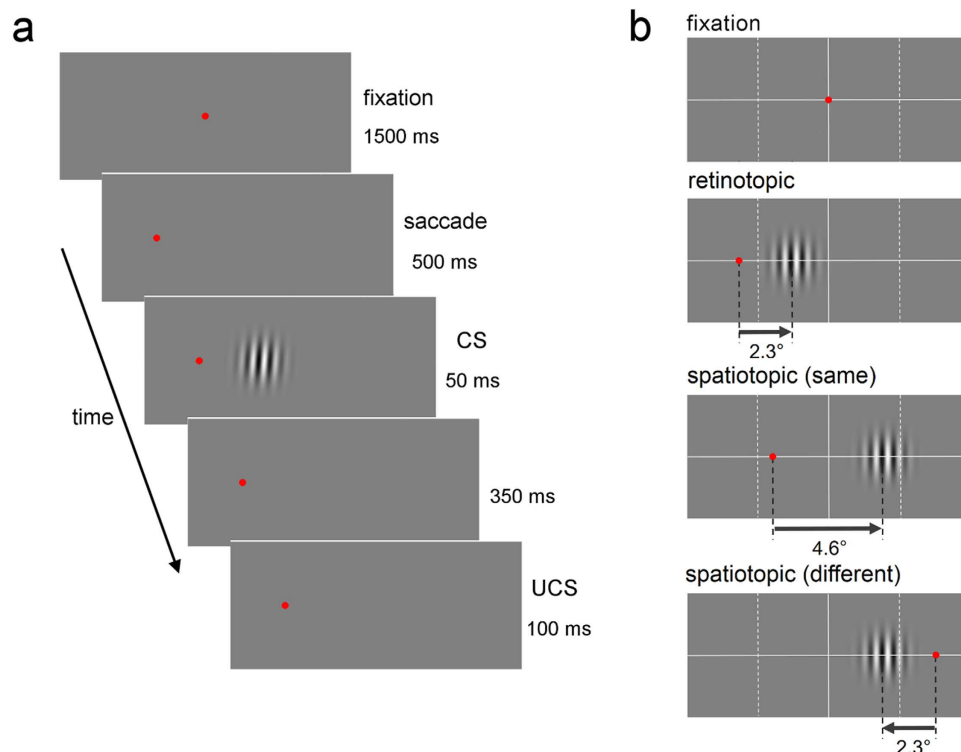 a
fixation
1500 ms
saccade
500 ms
CS
50 ms
time
350 ms
UCS
100 ms
b
fixation
retinotopic
2.3°
spatiotopic (same)
4.6°
spatiotopic (different)
2.3°